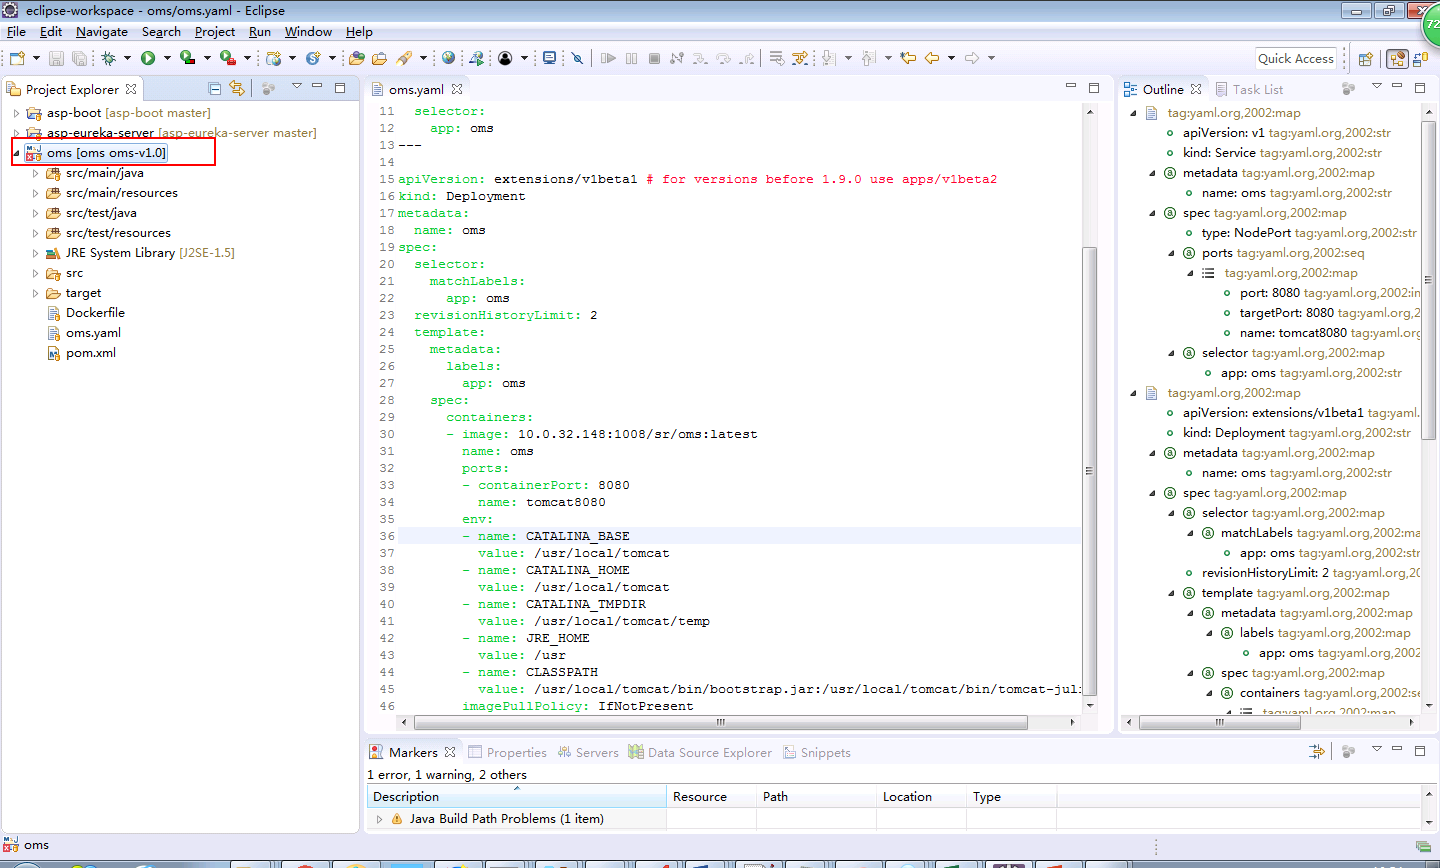 eclipse-workspace - oms/oms.yaml - Eclipse
72
File Edit Navigate Search Project Run Window Help
Quick Access
Project Explorer
asp-boot [asp-boot master]
asp-eureka-server [asp-eureka-server master]
oms [oms oms-v1.0]
src/main/java
src/main/resources
src/test/java
src/test/resources
JRE System Library [J2SE-1.5]
src
target
Dockerfile
oms.yaml
pom.xml
oms.yaml
11 selector:
12 app: oms
13 ---
14
15 apiVersion: extensions/v1beta1 # for versions before 1.9.0 use apps/v1beta2
16 kind: Deployment
17 metadata:
18 name: oms
19 spec:
20 selector:
21 matchLabels:
22 app: oms
23 revisionHistoryLimit: 2
24 template:
25 metadata:
26 labels:
27 app: oms
28 spec:
29 containers:
30 - image: 10.0.32.148:1008/sr/oms:latest
31 name: oms
32 ports:
33 - containerPort: 8080
34 name: tomcat8080
35 env:
36 - name: CATALINA_BASE
37 value: /usr/local/tomcat
38 - name: CATALINA_HOME
39 value: /usr/local/tomcat
40 - name: CATALINA_TMPDIR
41 value: /usr/local/tomcat/temp
42 - name: JRE_HOME
43 value: /usr
44 - name: CLASSPATH
45 value: /usr/local/tomcat/bin/bootstrap.jar:/usr/local/tomcat/bin/tomcat-jul
46 imagePullPolicy: IfNotPresent
Outline Task List
tag:yaml.org,2002:map
apiVersion: v1 tag:yaml.org,2002:str
kind: Service tag:yaml.org,2002:str
metadata tag:yaml.org,2002:map
name: oms tag:yaml.org,2002:str
spec tag:yaml.org,2002:map
type: NodePort tag:yaml.org,2002:str
ports tag:yaml.org,2002:seq
tag:yaml.org,2002:map
port: 8080 tag:yaml.org,2002:in
targetPort: 8080 tag:yaml.org,2
name: tomcat8080 tag:yaml.org
selector tag:yaml.org,2002:map
app: oms tag:yaml.org,2002:str
tag:yaml.org,2002:map
apiVersion: extensions/v1beta1 tag:yaml.
kind: Deployment tag:yaml.org,2002:str
metadata tag:yaml.org,2002:map
name: oms tag:yaml.org,2002:str
spec tag:yaml.org,2002:map
selector tag:yaml.org,2002:map
matchLabels tag:yaml.org,2002:ma
app: oms tag:yaml.org,2002:str
revisionHistoryLimit: 2 tag:yaml.org,20
template tag:yaml.org,2002:map
metadata tag:yaml.org,2002:map
labels tag:yaml.org,2002:map
app: oms tag:yaml.org,2002
spec tag:yaml.org,2002:map
containers tag:yaml.org,2002:se
tag:yaml.org,2002:map
Markers Properties Servers Data Source Explorer Snippets
1 error, 1 warning, 2 others
Description Resource Path Location Type
Java Build Path Problems (1 item)
oms